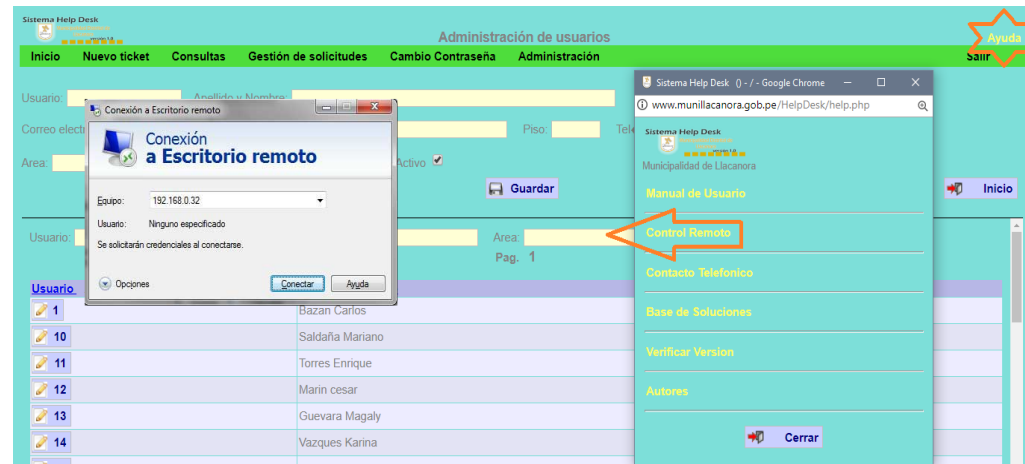 Sistema Help Desk
Administración de usuarios
Ayuda
Inicio Nuevo ticket Consultas Gestión de solicitudes Cambio Contraseña Administración Salir
Usuario: Apellido y Nombre:
Correo Piso:
Area: Activo
Guardar
Inicio
Usuario: Area:
Pag. 1
Usuario
1 Bazan Carlos
10 Saldaña Mariano
11 Torres Enrique
12 Marin cesar
13 Guevara Magaly
14 Vazques Karina
Conexión a Escritorio remoto
Conexión
a Escritorio remoto
Equipo: 192.168.0.32
Usuario: Ninguno especificado
Se solicitarán credenciales al conectarse.
Opciones Conectar Ayuda
Sistema Help Desk () - / - Google Chrome
www.munillacanora.gob.pe/HelpDesk/help.php
Sistema Help Desk
Municipalidad de Llacanora
Manual de Usuario
Control Remoto
Contacto Telefonico
Base de Soluciones
Verificar Version
Autores
Cerrar